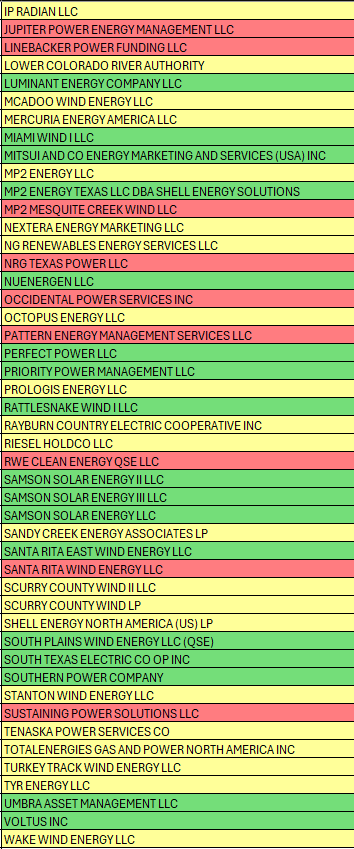 IP RADIAN LLC
JUPITER POWER ENERGY MANAGEMENT LLC
LINEBACKER POWER FUNDING LLC
LOWER COLORADO RIVER AUTHORITY
LUMINANT ENERGY COMPANY LLC
MCADOO WIND ENERGY LLC
MERCURIA ENERGY AMERICA LLC
MIAMI WIND I LLC
MITSUI AND CO ENERGY MARKETING AND SERVICES (USA) INC
MP2 ENERGY LLC
MP2 ENERGY TEXAS LLC DBA SHELL ENERGY SOLUTIONS
MP2 MESQUITE CREEK WIND LLC
NEXTERA ENERGY MARKETING LLC
NG RENEWABLES ENERGY SERVICES LLC
NRG TEXAS POWER LLC
NUENERGEN LLC
OCCIDENTAL POWER SERVICES INC
OCTOPUS ENERGY LLC
PATTERN ENERGY MANAGEMENT SERVICES LLC
PERFECT POWER LLC
PRIORITY POWER MANAGEMENT LLC
PROLOGIS ENERGY LLC
RATTLESNAKE WIND I LLC
RAYBURN COUNTRY ELECTRIC COOPERATIVE INC
RIESEL HOLDCO LLC
RWE CLEAN ENERGY QSE LLC
SAMSON SOLAR ENERGY II LLC
SAMSON SOLAR ENERGY III LLC
SAMSON SOLAR ENERGY LLC
SANDY CREEK ENERGY ASSOCIATES LP
SANTA RITA EAST WIND ENERGY LLC
SANTA RITA WIND ENERGY LLC
SCURRY COUNTY WIND II LLC
SCURRY COUNTY WIND LP
SHELL ENERGY NORTH AMERICA (US) LP
SOUTH PLAINS WIND ENERGY LLC (QSE)
SOUTH TEXAS ELECTRIC CO OP INC
SOUTHERN POWER COMPANY
STANTON WIND ENERGY LLC
SUSTAINING POWER SOLUTIONS LLC
TENASKA POWER SERVICES CO
TOTALENERGIES GAS AND POWER NORTH AMERICA INC
TURKEY TRACK WIND ENERGY LLC
TYR ENERGY LLC
UMBRA ASSET MANAGEMENT LLC
VOLTUS INC
WAKE WIND ENERGY LLC